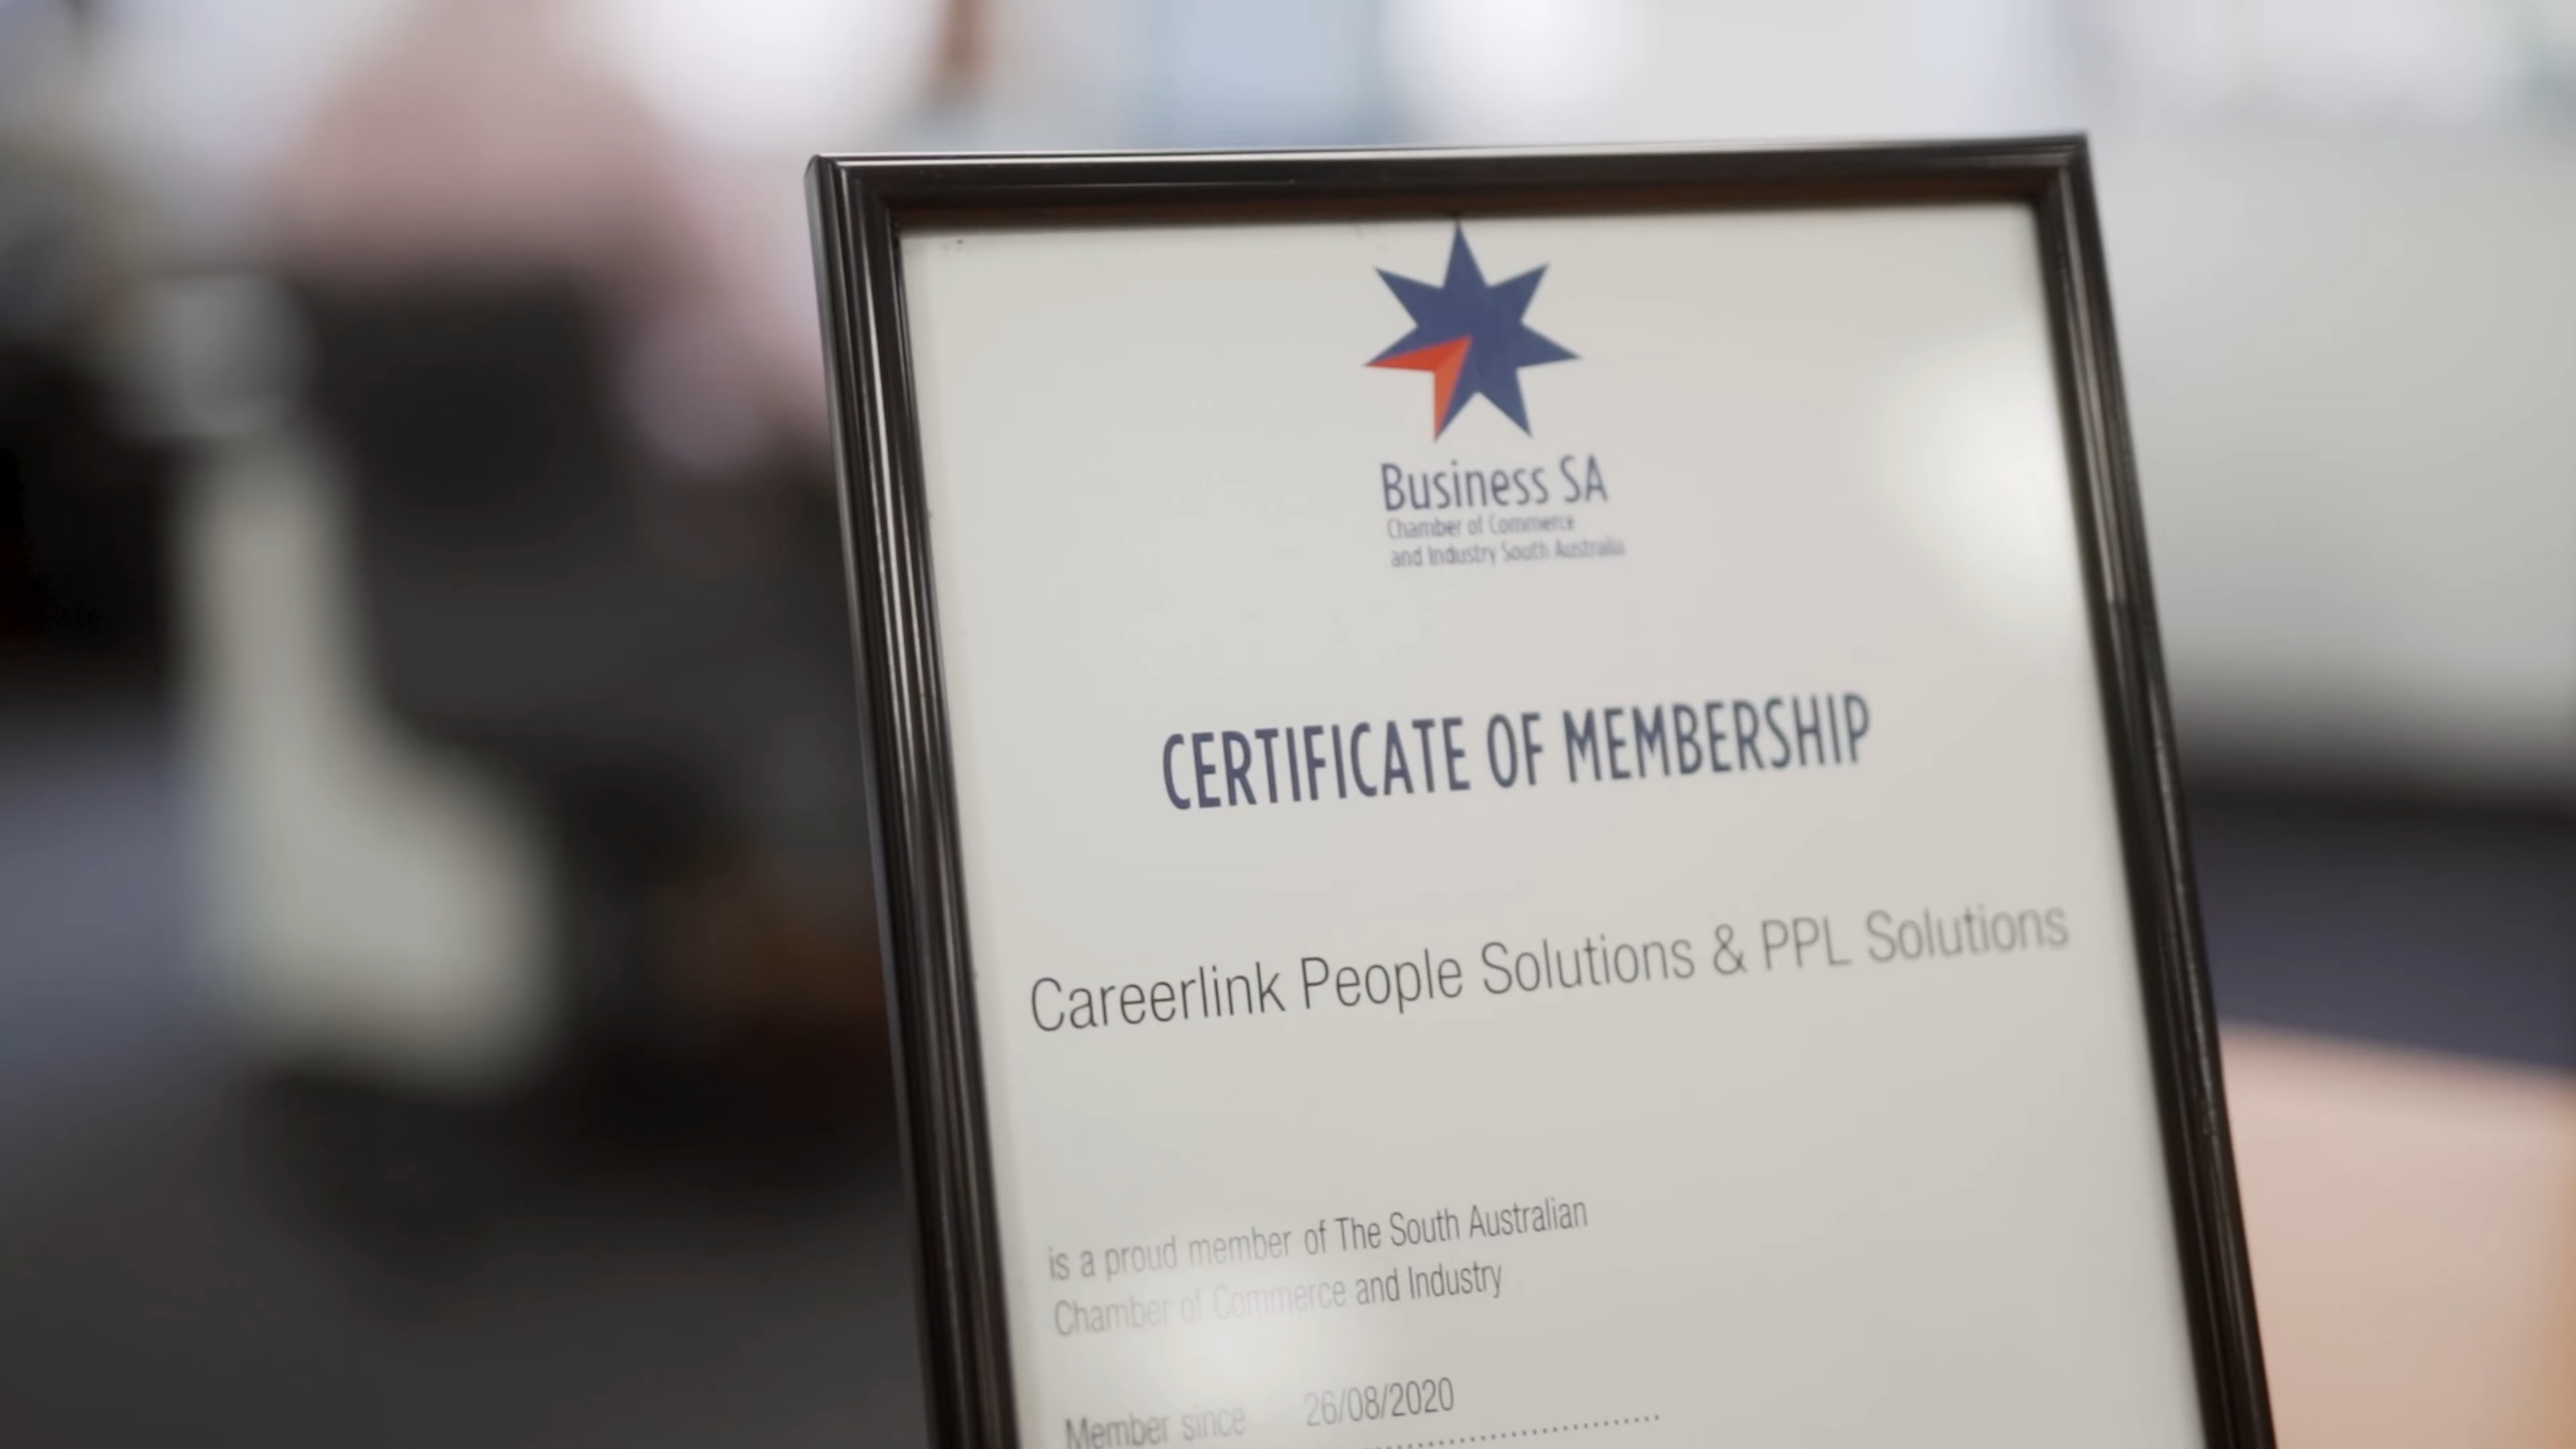 Business SA
Chamber of Commerce
and Industry South Australia
CERTIFICATE OF MEMBERSHIP
Careerlink People Solutions & PPL Solutions
is a proud member of The South Australian
Chamber of Commerce and Industry
Member since 26/08/2020